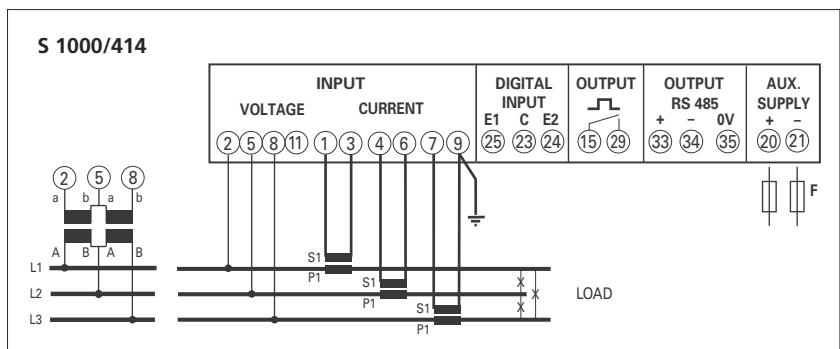 S 1000/414
INPUT
DIGITAL INPUT
OUTPUT
OUTPUT RS 485
AUX. SUPPLY
VOLTAGE CURRENT
E1 C E2
+ – 0V
+ –
2 5 8 11 1 3 4 6 7 9 25 23 24 15 29 33 34 35 20 21
2 5 8
a b a b
F
A B A B
S1
L1
P1
S1
L2
LOAD
P1
S1
L3
P1